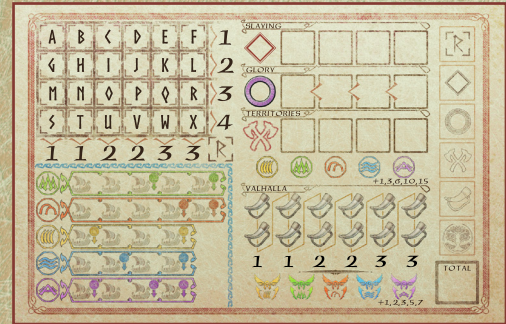 A B C D E F 1
G H I J K L 2
M N O P Q R 3
S T U V W X 4
1 1 2 2 3 3 R
SLAYING
GLORY
TERRITORIES
+1,3,6,10,15
VALHALLA
1 1 2 2 3 3
+1,2,3,5,7
R
TOTAL